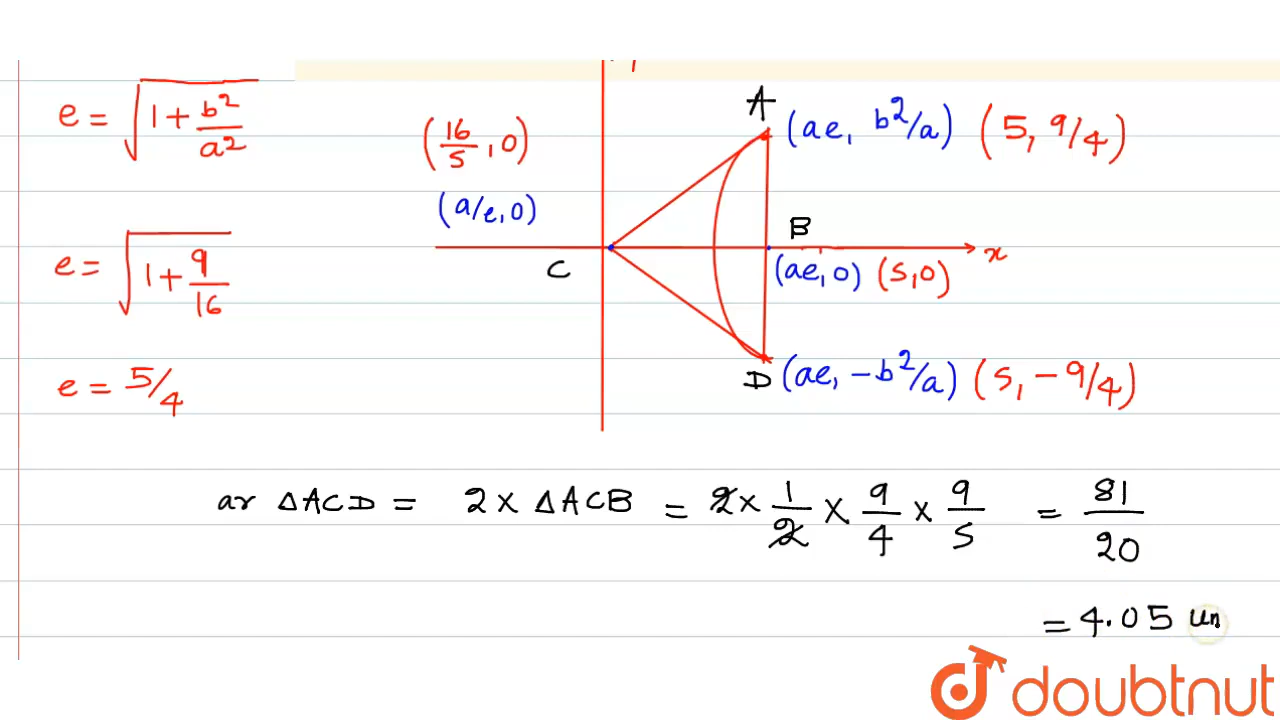 e = √(1 + b²/a²)
(16/5, 0)
(a/e, 0)
A
(ae, b²/a) (5, 9/4)
e = √(1 + 9/16)
B
C
x
(ae, 0) (5, 0)
e = 5/4
D (ae, -b²/a) (5, -9/4)
ar △ACD = 2 × △ACB = 2 × 1/2 × 9/4 × 9/5 = 81/20
= 4.05 un
doubtnut